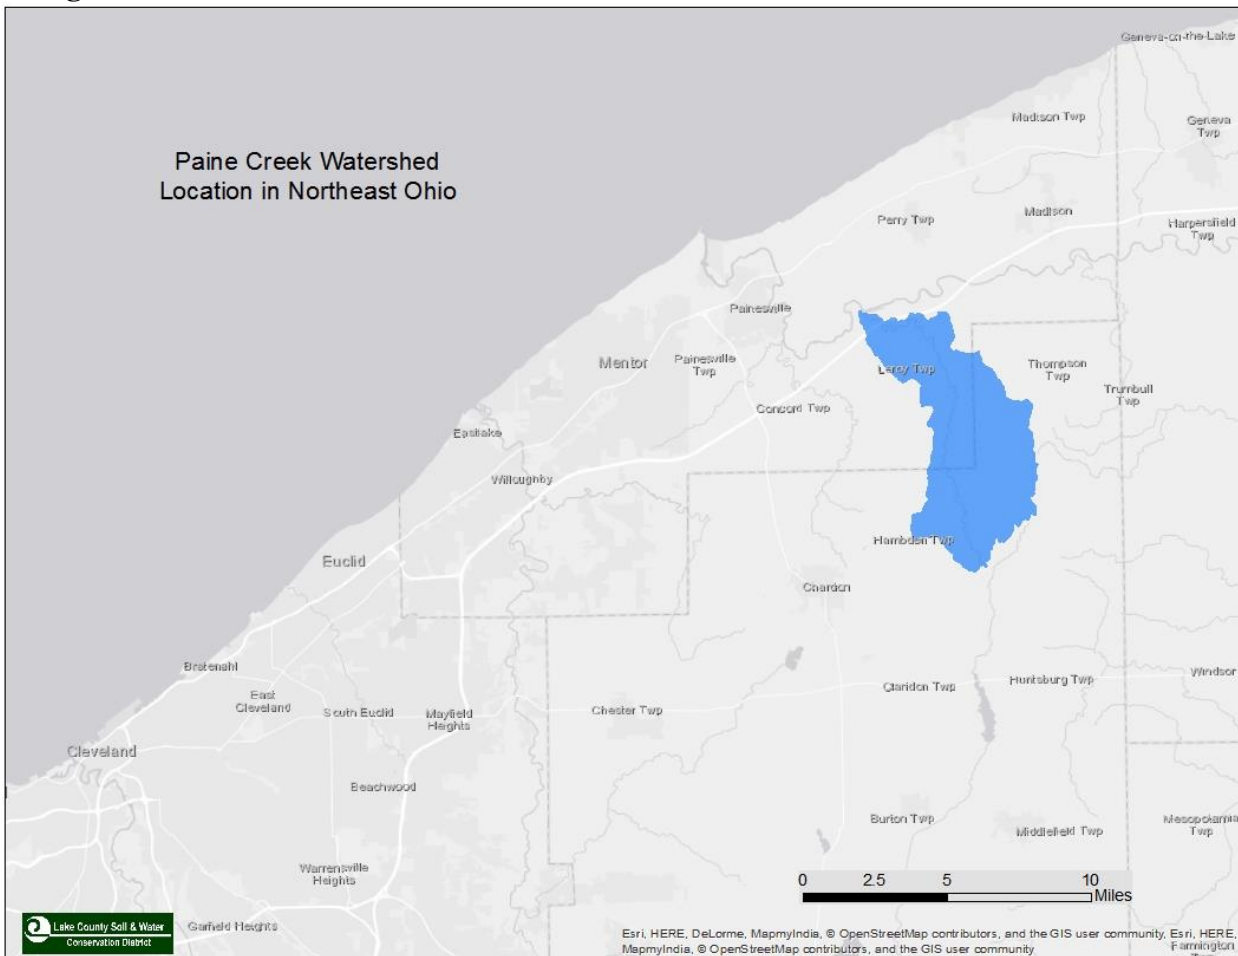 Geneva-on-the-Lake
Madison Twp
Geneva
Twp
Paine Creek Watershed
Location in Northeast Ohio
Perry Twp
Madison
Harpersfield
Twp
Painesville
Mentor
Painesville
Twp
Leroy Twp
Thompson
Twp
Trumbull
Twp
Concord Twp
Eastlake
Willoughby
Hambden Twp
Euclid
Chardon
Bratenahl
East
Cleveland
South Euclid
Mayfield
Heights
Chester Twp
Claridon Twp
Huntsburg Twp
Windsor
Cleveland
Beachwood
Burton Twp
Middlefield Twp
Mesopotamia
Twp
Warrensville
Heights
0 2.5 5 10
Miles
Garfield Heights
Lake County Soil & Water
Conservation District
Esri, HERE, DeLorme, MapmyIndia, © OpenStreetMap contributors, and the GIS user community, Esri, HERE,
MapmyIndia, © OpenStreetMap contributors, and the GIS user community
Farmington